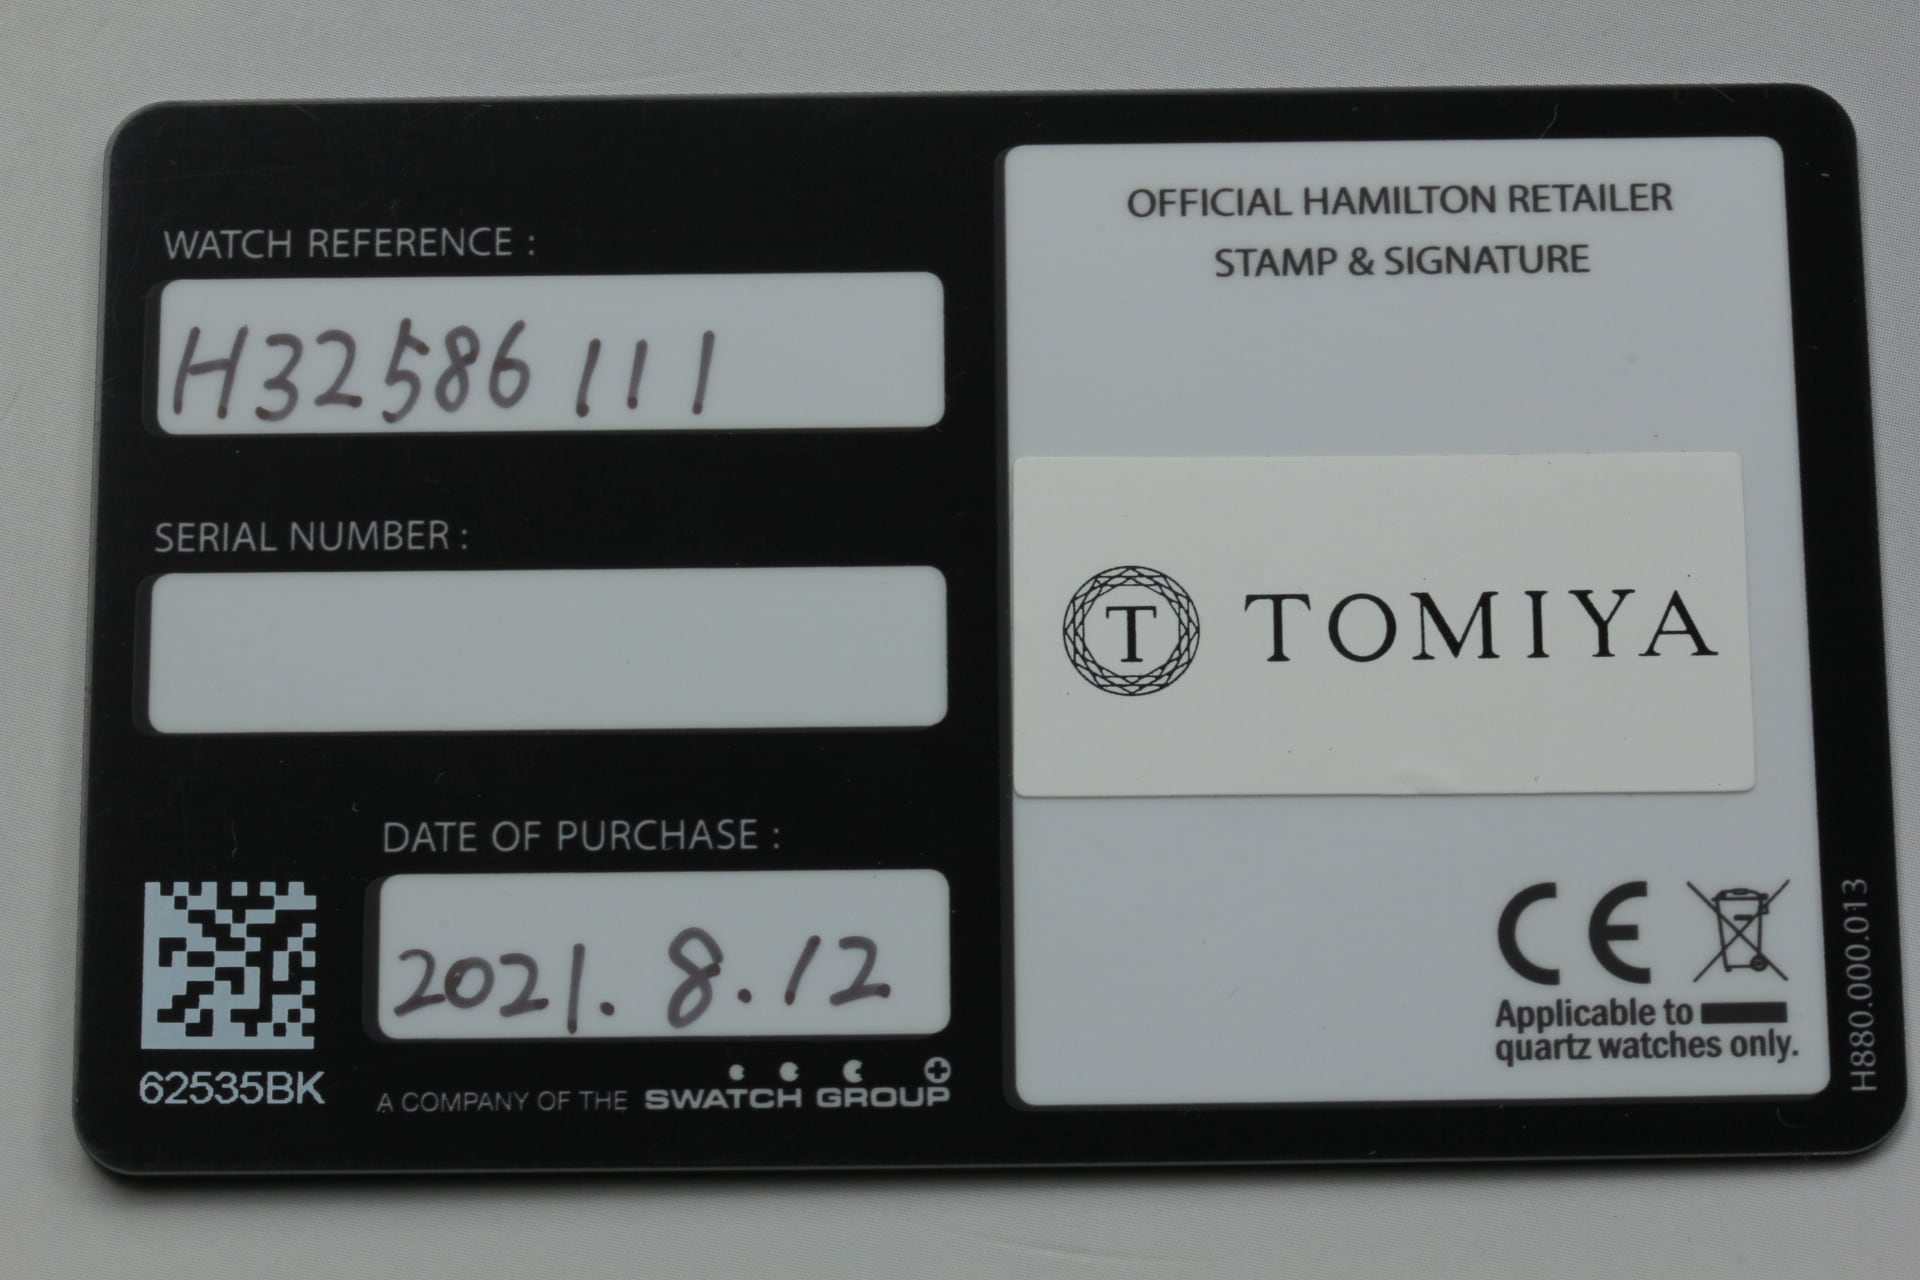 WATCH REFERENCE :
H32586111
SERIAL NUMBER :
DATE OF PURCHASE :
2021. 8. 12
62535BK
A COMPANY OF THE SWATCH GROUP
OFFICIAL HAMILTON RETAILER
STAMP & SIGNATURE
T TOMIYA
CE
Applicable to
quartz watches only.
H880.000.013